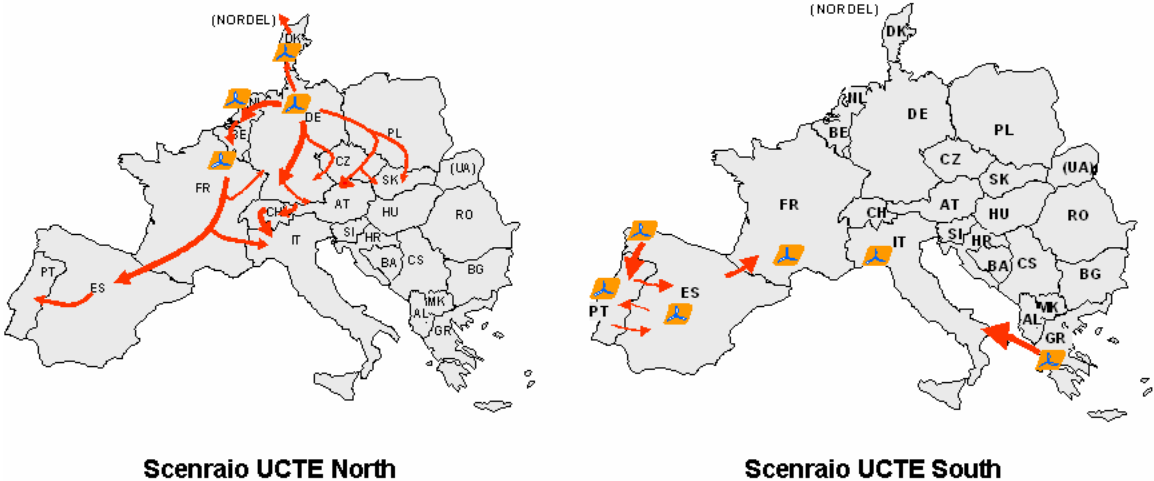 (NORDEL)
DK
NL
BE
DE
PL
CZ
SK
(UA)
FR
CH
AT
HU
RO
SI
HR
IT
BA
CS
BG
PT
ES
MK
AL
GR
Scenraio UCTE North
(NORDEL)
DK
NL
BE
DE
PL
CZ
SK
(UA)
FR
CH
AT
HU
RO
SI
HR
IT
BA
CS
BG
PT
ES
MK
AL
GR
Scenraio UCTE South